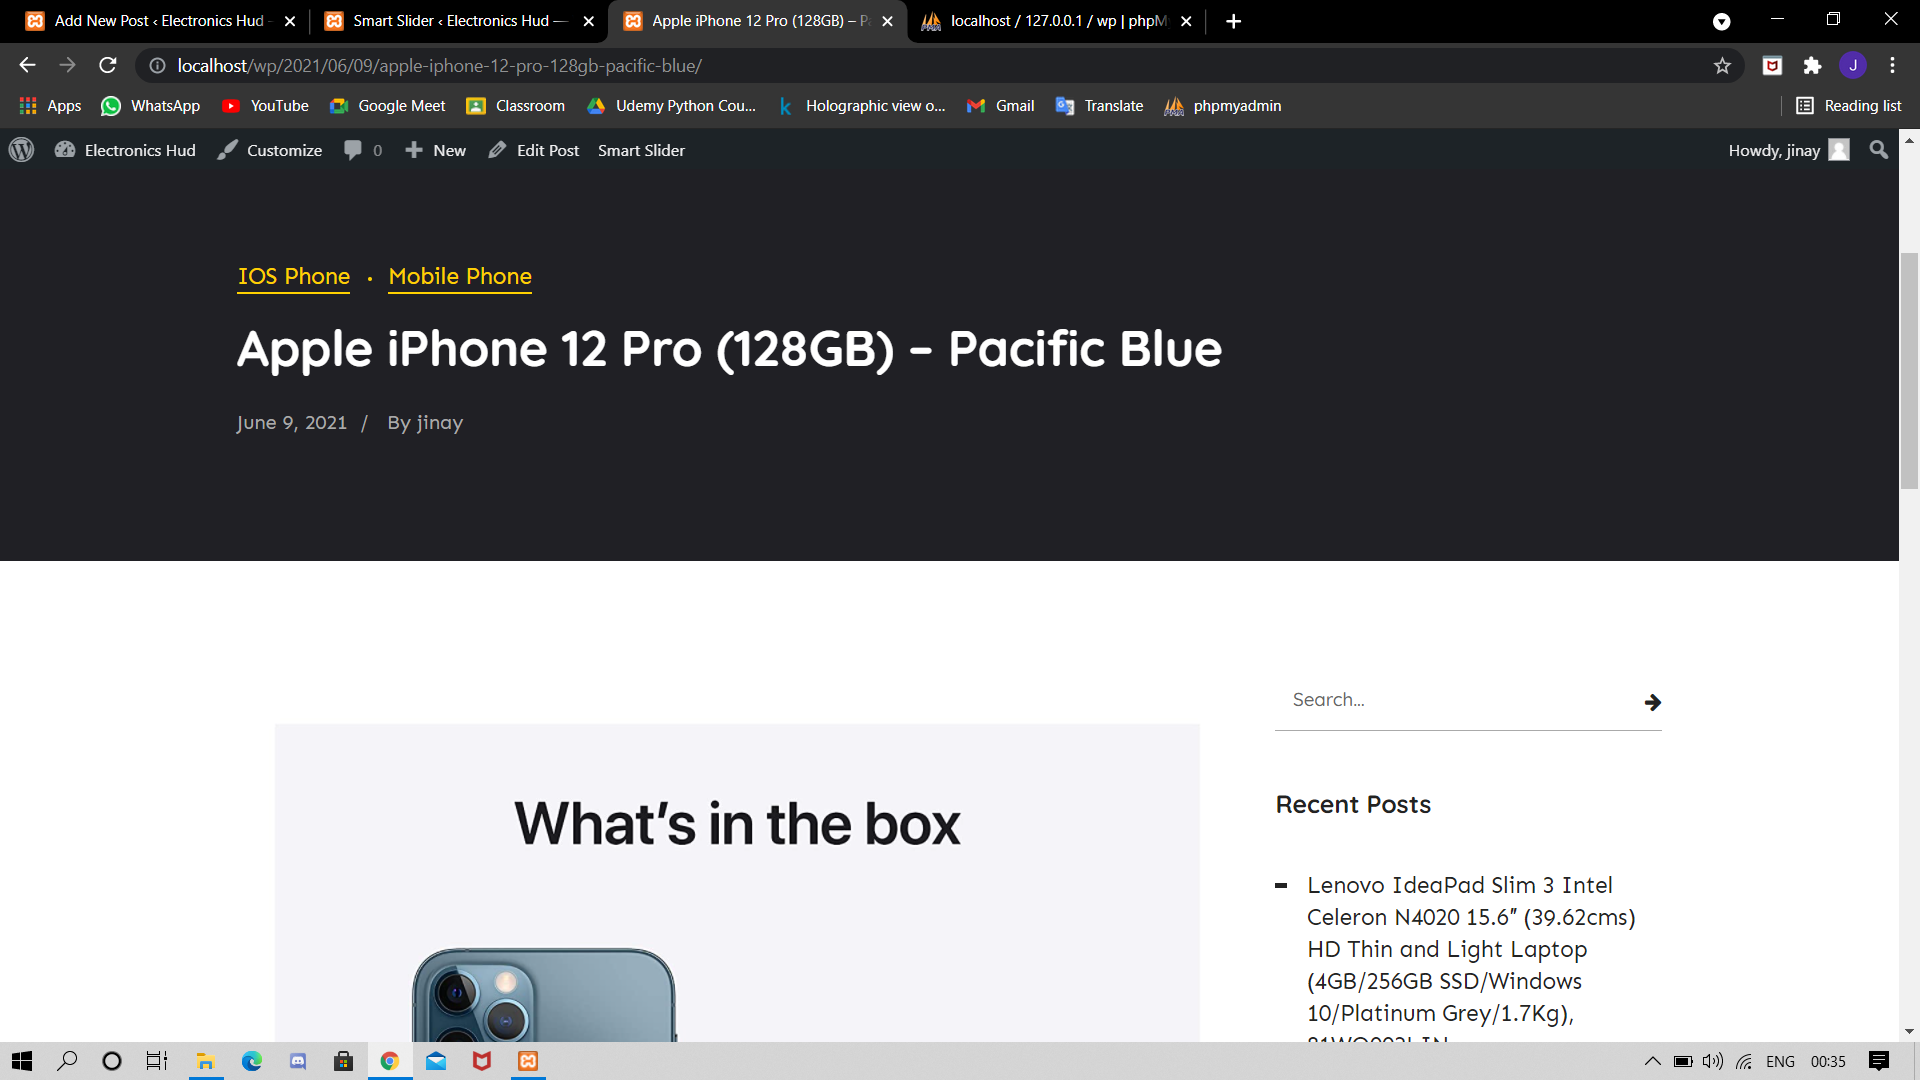 Add New Post ‹ Electronics Hud -
Smart Slider ‹ Electronics Hud —
Apple iPhone 12 Pro (128GB) – Pa
localhost / 127.0.0.1 / wp | phpM
localhost/wp/2021/06/09/apple-iphone-12-pro-128gb-pacific-blue/
J
Apps
WhatsApp
YouTube
Google Meet
Classroom
Udemy Python Cou...
Holographic view o...
Gmail
Translate
phpmyadmin
Reading list
Electronics Hud
Customize
0
New
Edit Post
Smart Slider
Howdy, jinay
IOS Phone · Mobile Phone
Apple iPhone 12 Pro (128GB) – Pacific Blue
June 9, 2021 / By jinay
Search...
What's in the box
Recent Posts
Lenovo IdeaPad Slim 3 Intel
Celeron N4020 15.6″ (39.62cms)
HD Thin and Light Laptop
(4GB/256GB SSD/Windows
10/Platinum Grey/1.7Kg),
ENG
00:35